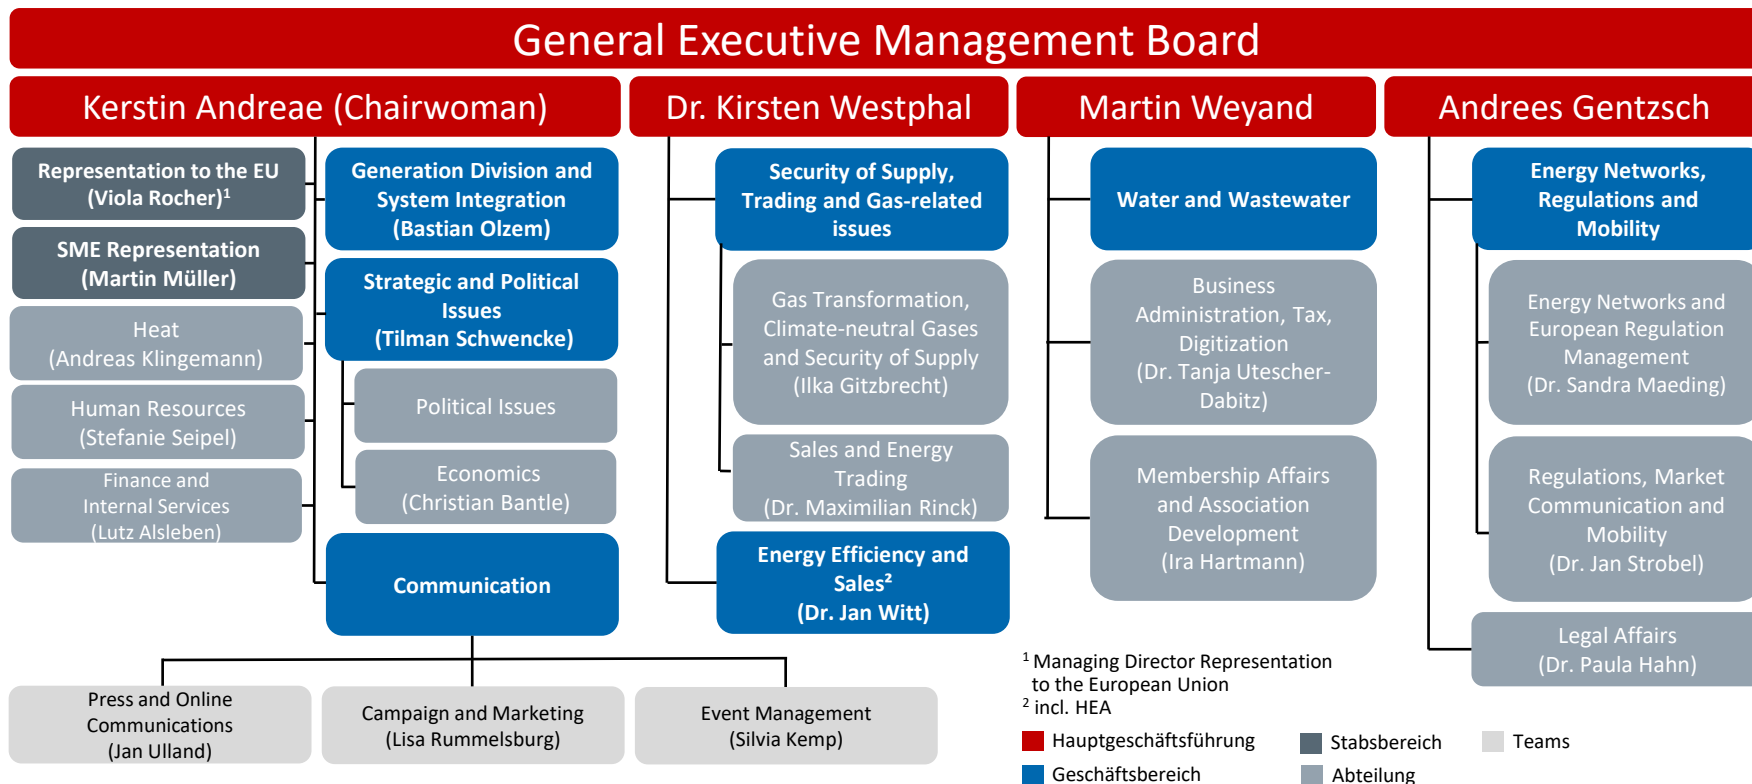 General Executive Management Board
Kerstin Andreae (Chairwoman)
Representation to the EU
(Viola Rocher)¹
SME Representation
(Martin Müller)
Heat
(Andreas Klingemann)
Human Resources
(Stefanie Seipel)
Finance and
Internal Services
(Lutz Alsleben)
Generation Division and
System Integration
(Bastian Olzem)
Strategic and Political
Issues
(Tilman Schwencke)
Political Issues
Economics
(Christian Bantle)
Communication
Press and Online
Communications
(Jan Ulland)
Campaign and Marketing
(Lisa Rummelsburg)
Event Management
(Silvia Kemp)
Dr. Kirsten Westphal
Security of Supply,
Trading and Gas-related
issues
Gas Transformation,
Climate-neutral Gases
and Security of Supply
(Ilka Gitzbrecht)
Sales and Energy
Trading
(Dr. Maximilian Rinck)
Energy Efficiency and
Sales²
(Dr. Jan Witt)
Martin Weyand
Water and Wastewater
Business
Administration, Tax,
Digitization
(Dr. Tanja Utescher-
Dabitz)
Membership Affairs
and Association
Development
(Ira Hartmann)
Andrees Gentzsch
Energy Networks,
Regulations and
Mobility
Energy Networks and
European Regulation
Management
(Dr. Sandra Maeding)
Regulations, Market
Communication and
Mobility
(Dr. Jan Strobel)
Legal Affairs
(Dr. Paula Hahn)
¹ Managing Director Representation
to the European Union
² incl. HEA
Hauptgeschäftsführung
Stabsbereich
Teams
Geschäftsbereich
Abteilung